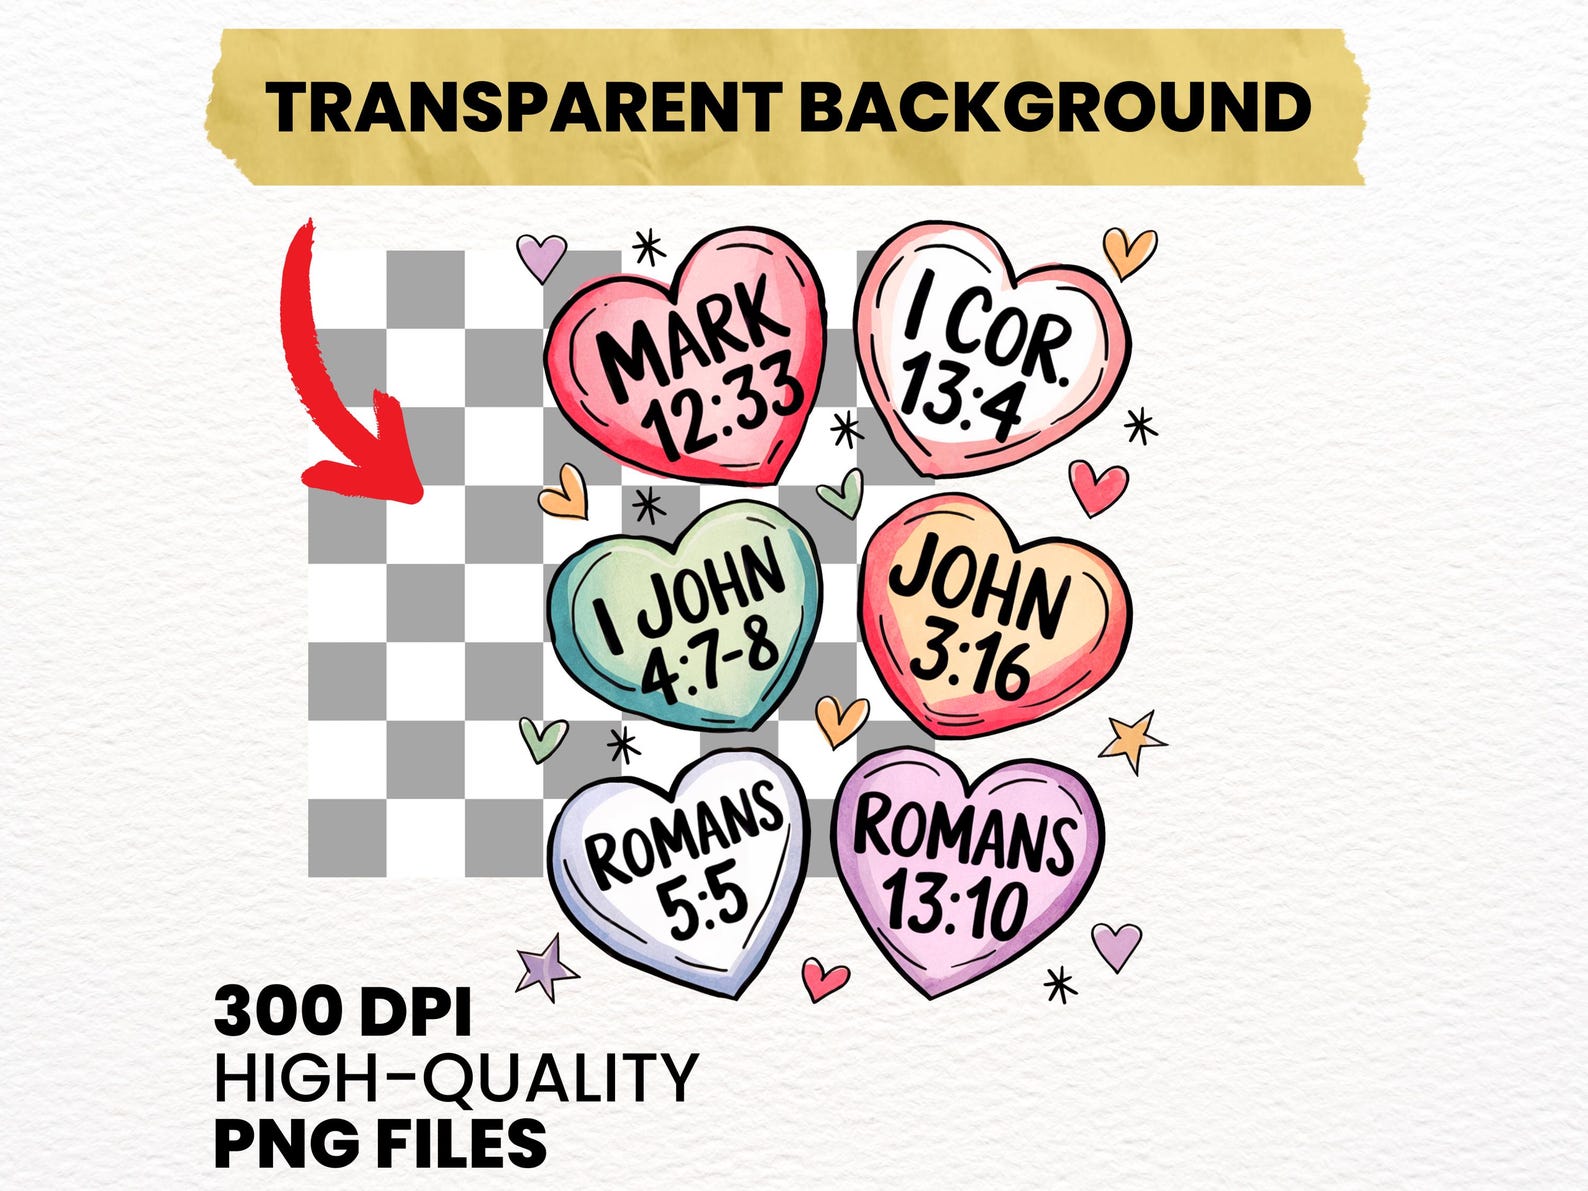 TRANSPARENT BACKGROUND
MARK
12:33
I COR.
13:4
I JOHN
4:7-8
JOHN
3:16
ROMANS
5:5
ROMANS
13:10
300 DPI
HIGH-QUALITY
PNG FILES